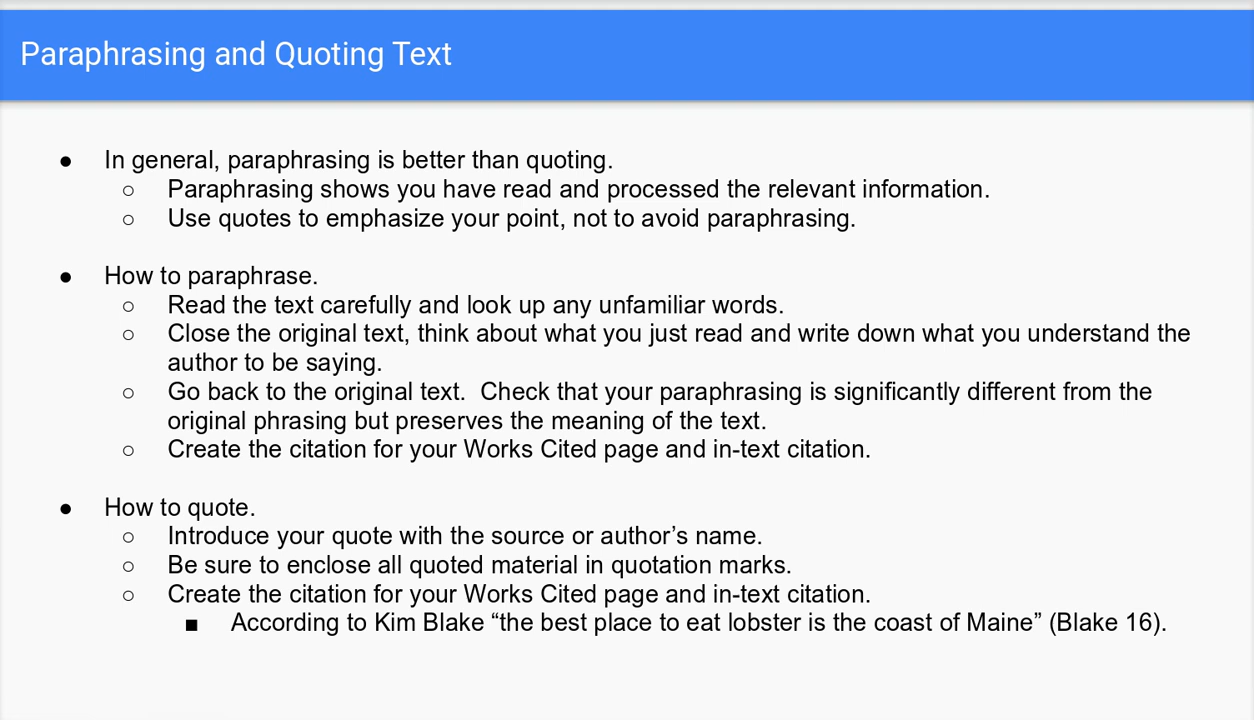 Paraphrasing and Quoting Text
● In general, paraphrasing is better than quoting.
○ Paraphrasing shows you have read and processed the relevant information.
○ Use quotes to emphasize your point, not to avoid paraphrasing.
● How to paraphrase.
○ Read the text carefully and look up any unfamiliar words.
○ Close the original text, think about what you just read and write down what you understand the
author to be saying.
○ Go back to the original text.  Check that your paraphrasing is significantly different from the
original phrasing but preserves the meaning of the text.
○ Create the citation for your Works Cited page and in-text citation.
● How to quote.
○ Introduce your quote with the source or author’s name.
○ Be sure to enclose all quoted material in quotation marks.
○ Create the citation for your Works Cited page and in-text citation.
■ According to Kim Blake “the best place to eat lobster is the coast of Maine” (Blake 16).